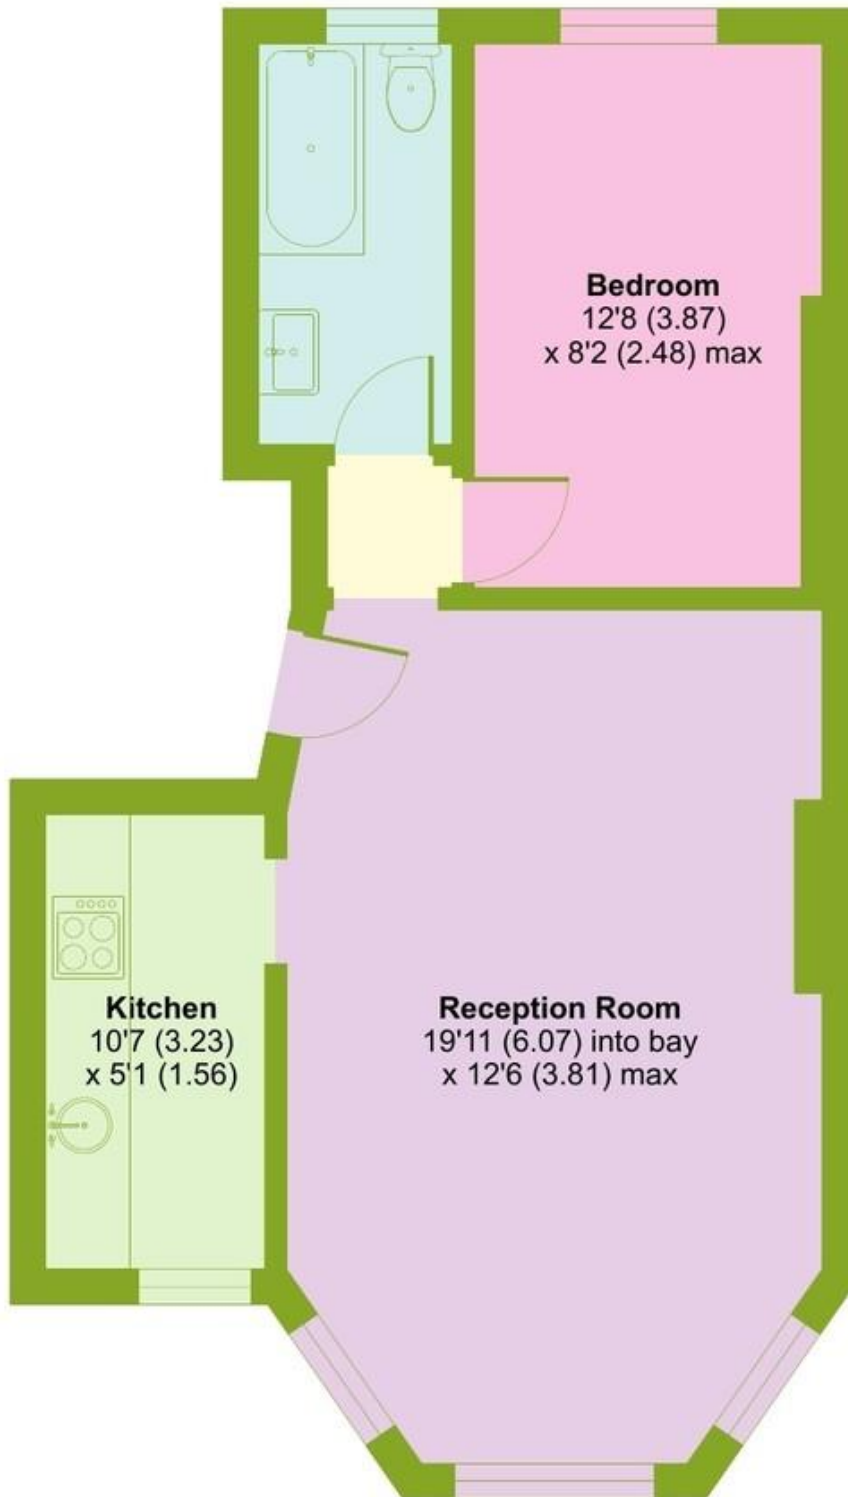 Bedroom
12'8 (3.87)
x 8'2 (2.48) max
Kitchen
10'7 (3.23)
x 5'1 (1.56)
Reception Room
19'11 (6.07) into bay
x 12'6 (3.81) max